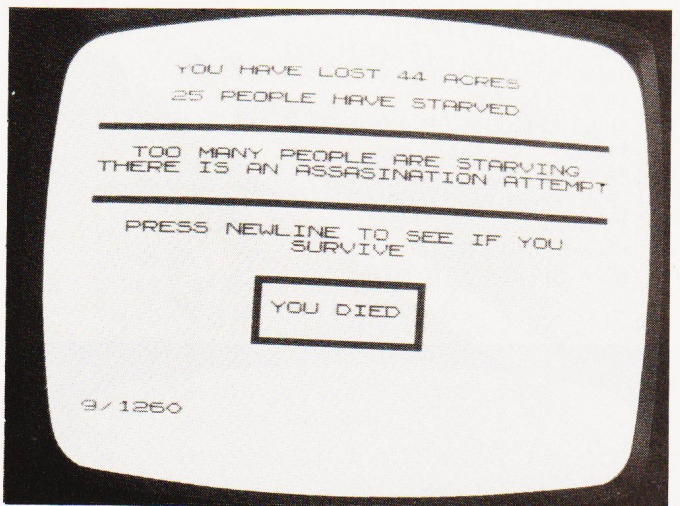 YOU HAVE LOST 44 ACRES
25 PEOPLE HAVE STARVED
TOO MANY PEOPLE ARE STARVING
THERE IS AN ASSASINATION ATTEMPT
PRESS NEWLINE TO SEE IF YOU
SURVIVE
YOU DIED
9/1260